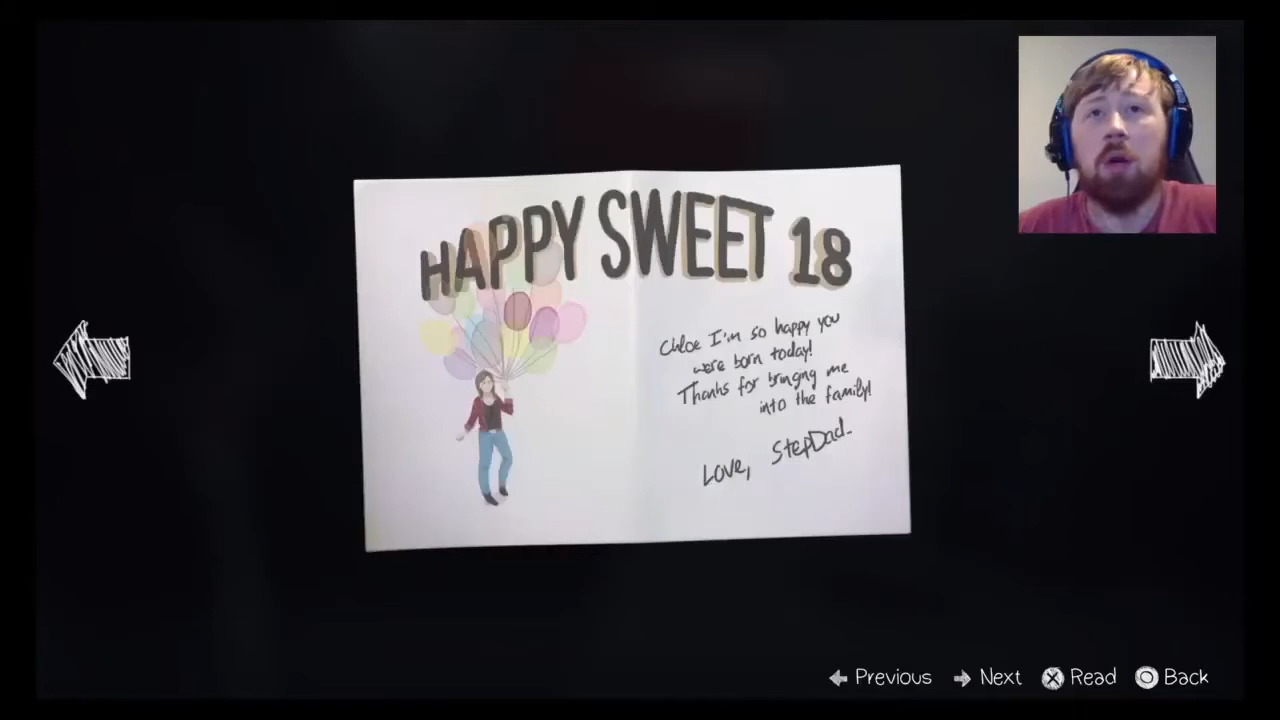 HAPPY SWEET 18
Chloe I'm so happy you
were born today!
Thanks for bringing me
into the family!
Love, StepDad.
Previous Next Read Back